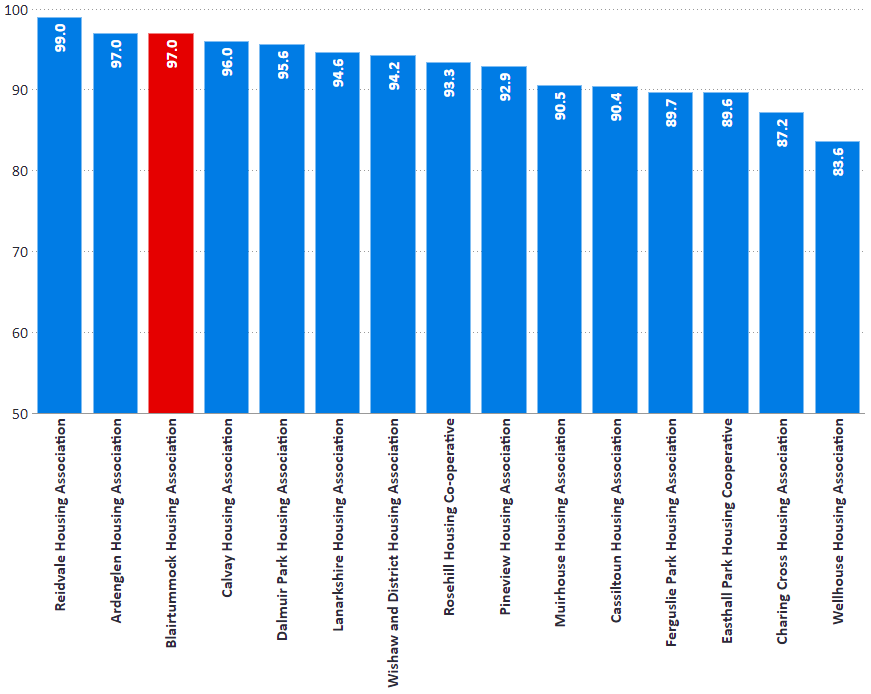 100
90
80
70
60
50
99.0
97.0
97.0
96.0
95.6
94.6
94.2
93.3
92.9
90.5
90.4
89.7
89.6
87.2
83.6
Reidvale Housing Association
Ardenglen Housing Association
Blairtummock Housing Association
Calvay Housing Association
Dalmuir Park Housing Association
Lanarkshire Housing Association
Wishaw and District Housing Association
Rosehill Housing Co-operative
Pineview Housing Association
Muirhouse Housing Association
Cassiltoun Housing Association
Ferguslie Park Housing Association
Easthall Park Housing Cooperative
Charing Cross Housing Association
Wellhouse Housing Association